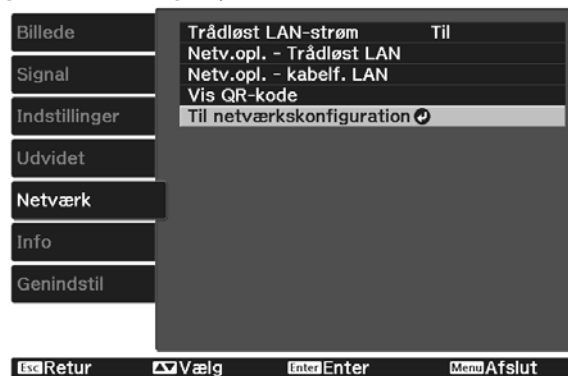 Billede
Signal
Indstillinger
Udvidet
Netværk
Info
Genindstil
Trådløst LAN-strøm Til
Netv.opl. - Trådløst LAN
Netv.opl. - kabelf. LAN
Vis QR-kode
Til netværkskonfiguration
Esc Retur Vælg Enter Enter Menu Afslut